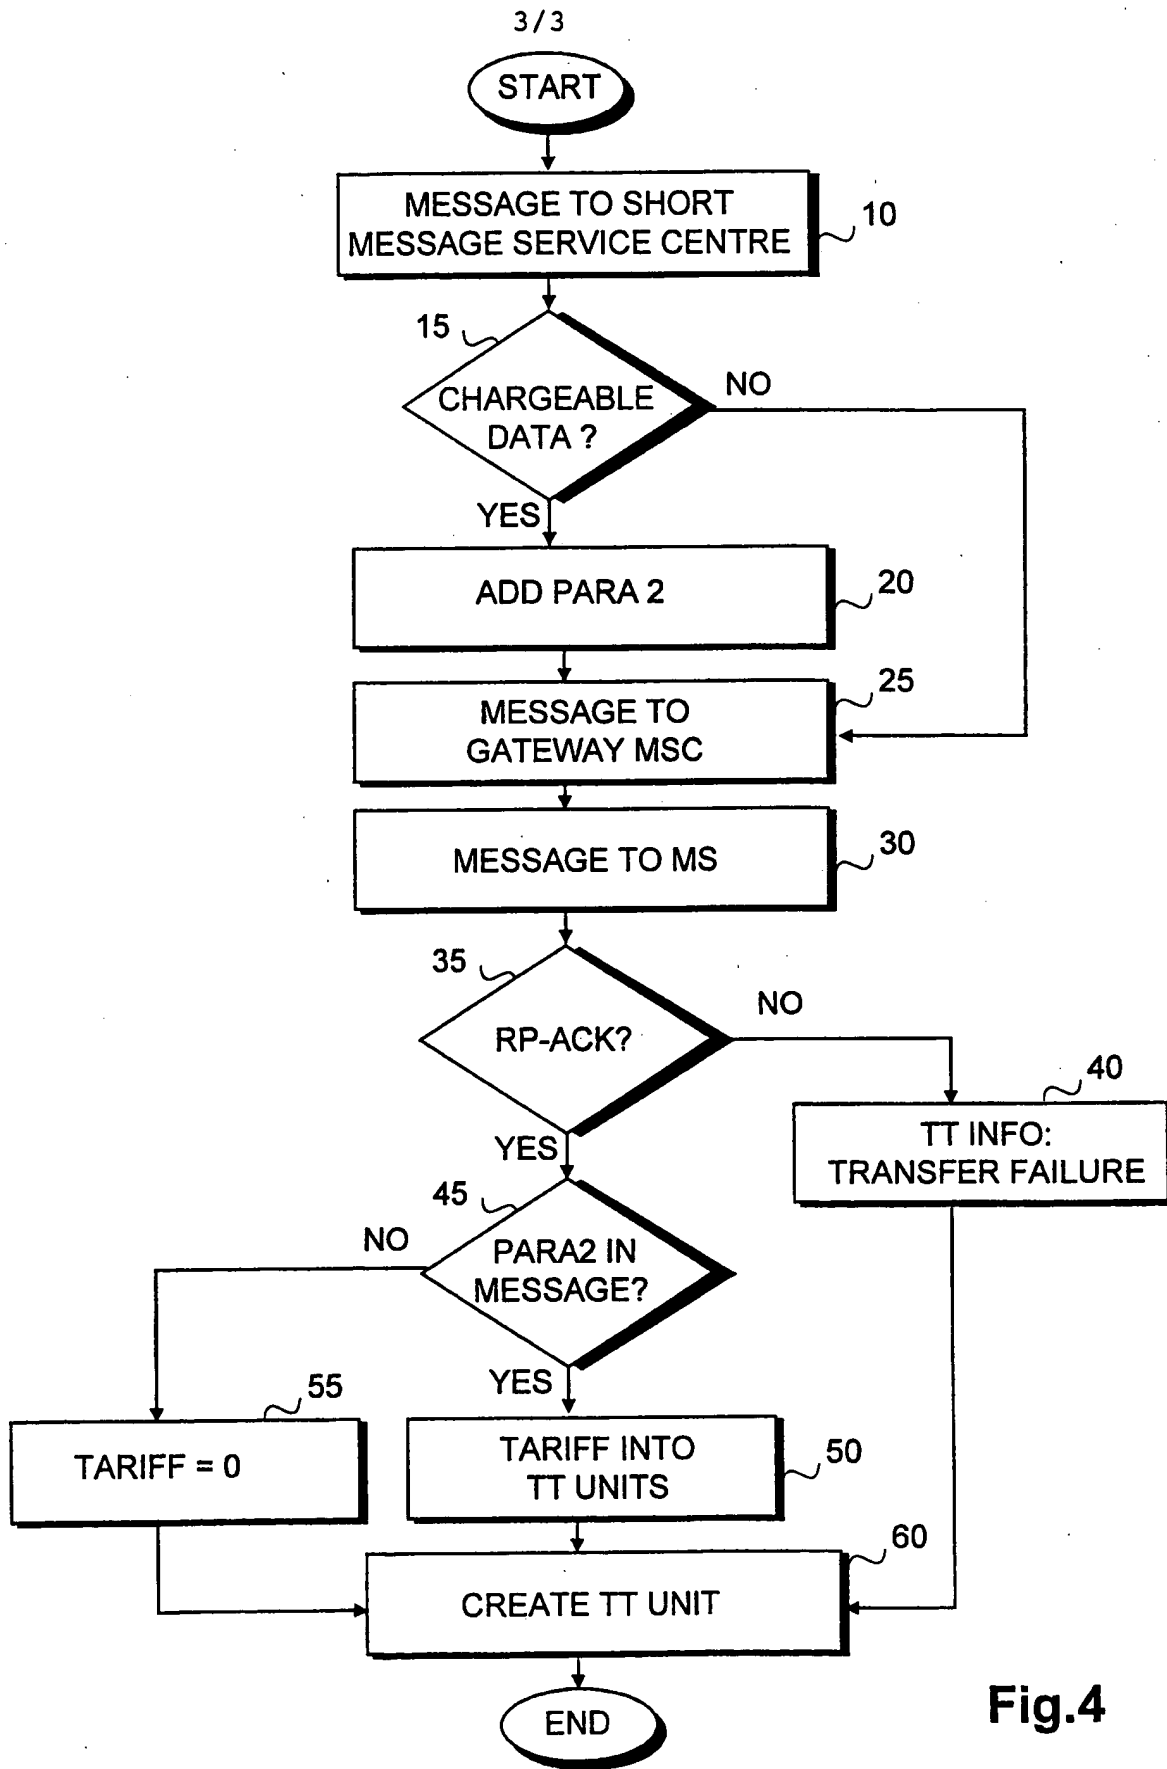 3/3
START
MESSAGE TO SHORT
MESSAGE SERVICE CENTRE
10
15
CHARGEABLE
DATA ?
NO
YES
ADD PARA 2
20
25
MESSAGE TO
GATEWAY MSC
MESSAGE TO MS
30
35
RP-ACK?
NO
YES
40
TT INFO:
TRANSFER FAILURE
45
PARA2 IN
MESSAGE?
NO
YES
55
TARIFF = 0
TARIFF INTO
TT UNITS
50
60
CREATE TT UNIT
END
Fig.4